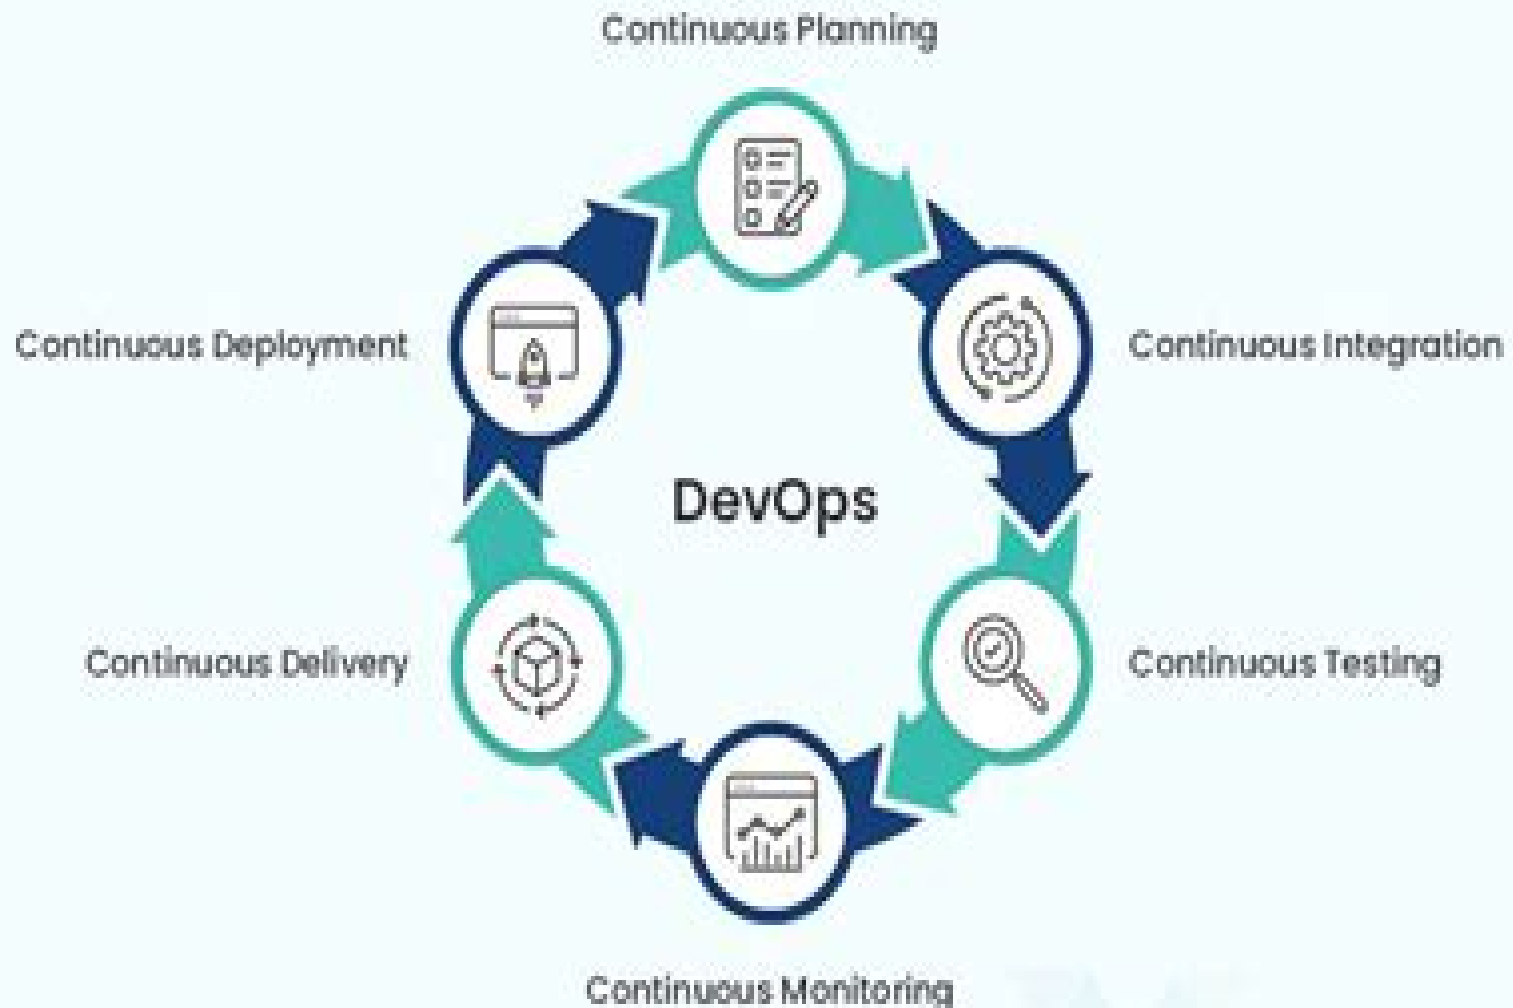 Continuous Planning
Continuous Deployment
Continuous Integration
DevOps
Continuous Delivery
Continuous Testing
Continuous Monitoring